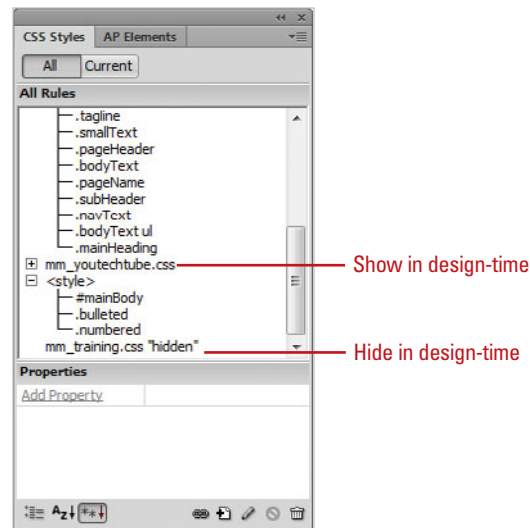 CSS Styles AP Elements
All Current
All Rules
.tagline
.smallText
.pageHeader
.bodyText
.pageName
.subHeader
.navText
.bodyText ul
.mainHeading
mm_youtechtube.css
Show in design-time
<style>
#mainBody
.bulleted
.numbered
mm_training.css "hidden"
Hide in design-time
Properties
Add Property
Az
**